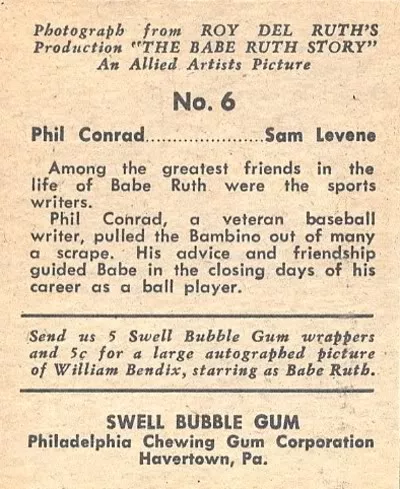 Photograph from ROY DEL RUTH'S
Production "THE BABE RUTH STORY"
An Allied Artists Picture
No. 6
Phil Conrad......................Sam Levene
Among the greatest friends in the
life of Babe Ruth were the sports
writers.
Phil Conrad, a veteran baseball
writer, pulled the Bambino out of many
a scrape. His advice and friendship
guided Babe in the closing days of his
career as a ball player.
Send us 5 Swell Bubble Gum wrappers
and 5c for a large autographed picture
of William Bendix, starring as Babe Ruth.
SWELL BUBBLE GUM
Philadelphia Chewing Gum Corporation
Havertown, Pa.